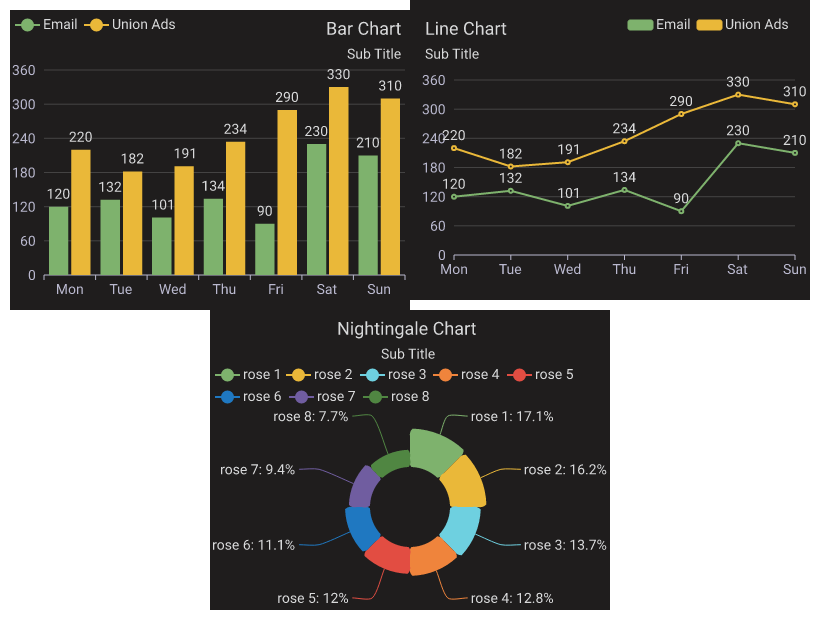 Email Union Ads Bar Chart
Sub Title
360
300
240
180
120
60
0
330
310
290
220 234 230 210
182 191
120 132 134
101 90
Mon Tue Wed Thu Fri Sat Sun
Line Chart Email Union Ads
Sub Title
360
300
240
180
120
60
0
220 182 191 234 290 330 310
120 132 101 134 90 230 210
Mon Tue Wed Thu Fri Sat Sun
Nightingale Chart
Sub Title
rose 1 rose 2 rose 3 rose 4 rose 5
rose 6 rose 7 rose 8
rose 8: 7.7% rose 1: 17.1%
rose 7: 9.4% rose 2: 16.2%
rose 6: 11.1% rose 3: 13.7%
rose 5: 12% rose 4: 12.8%